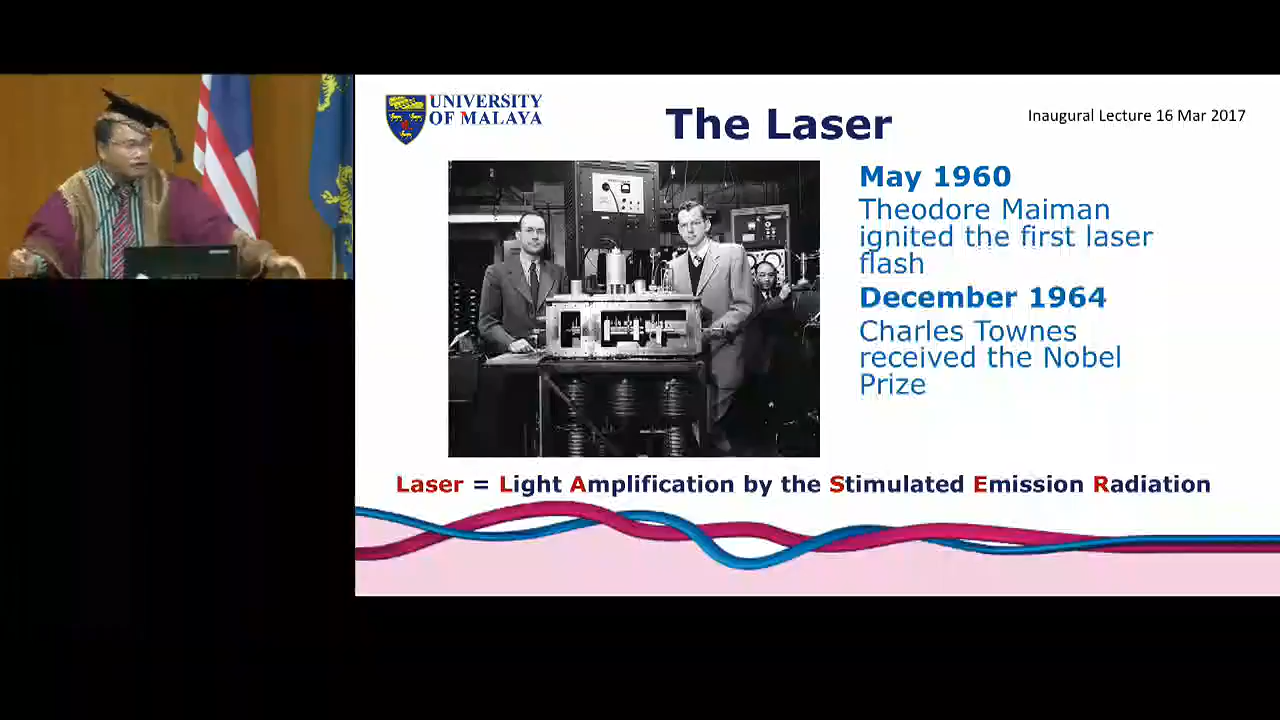 UNIVERSITY
OF MALAYA
The Laser
Inaugural Lecture 16 Mar 2017
May 1960
Theodore Maiman
ignited the first laser
flash
December 1964
Charles Townes
received the Nobel
Prize
Laser = Light Amplification by the Stimulated Emission Radiation